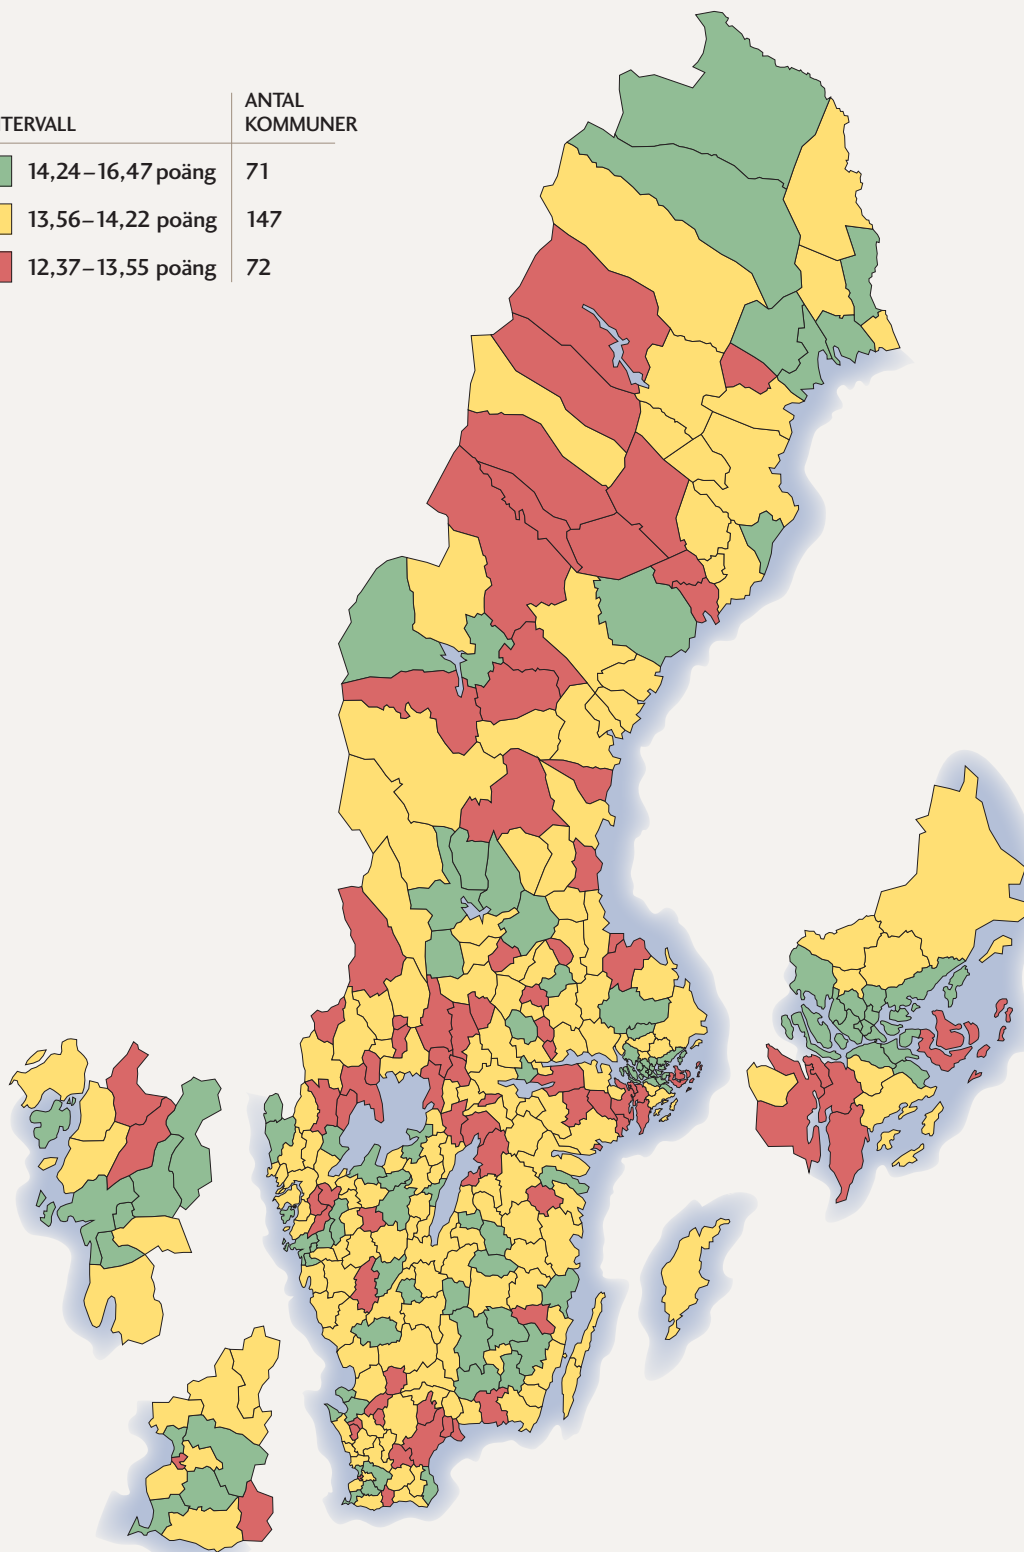 TERVALL
ANTAL
KOMMUNER
14,24–16,47 poäng 71
13,56–14,22 poäng 147
12,37–13,55 poäng 72